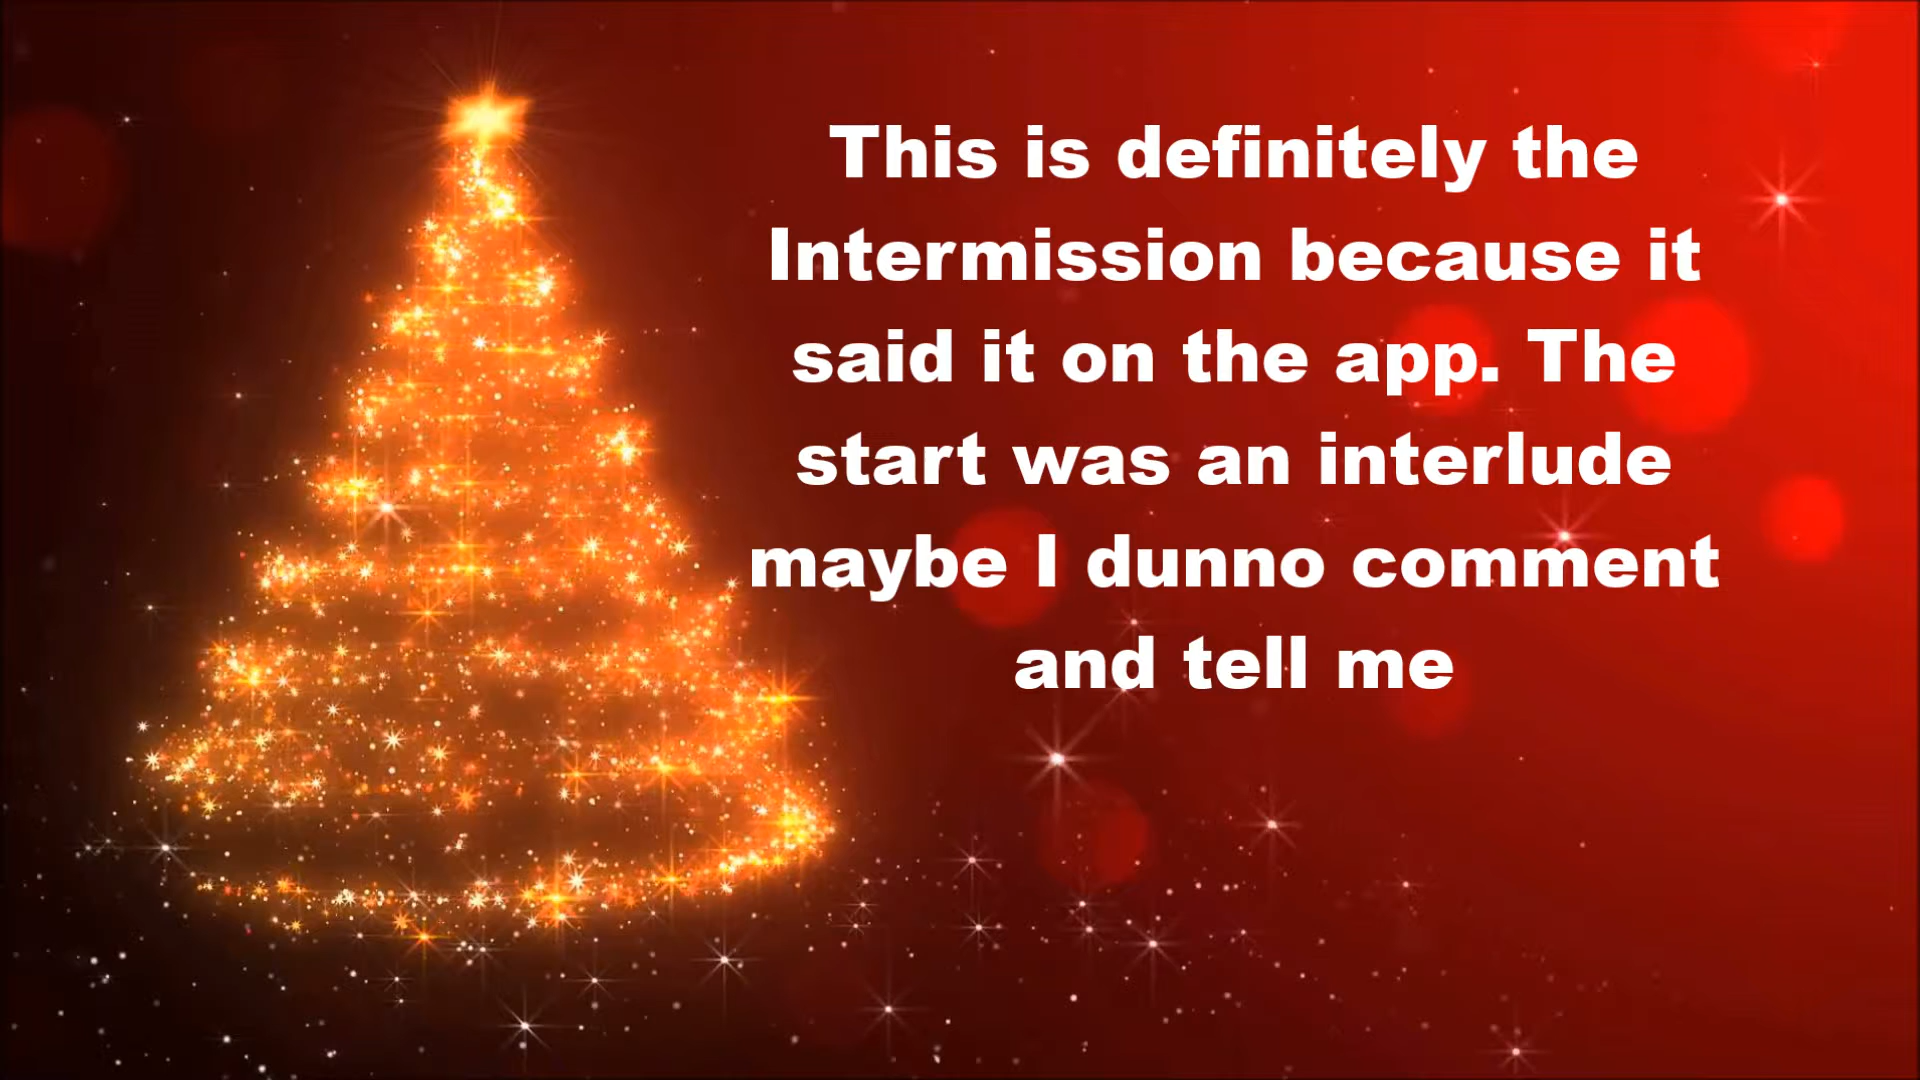 This is definitely the
Intermission because it
said it on the app. The
start was an interlude
maybe I dunno comment
and tell me